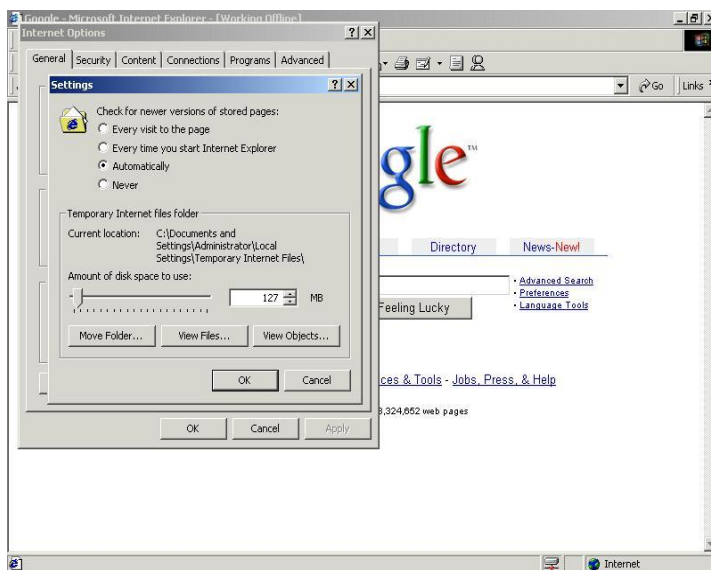 Google - Microsoft Internet Explorer - [Working Offline]
Internet Options
General Security Content Connections Programs Advanced
Go Links
Settings
Check for newer versions of stored pages:
Every visit to the page
Every time you start Internet Explorer
Automatically
Never
Temporary Internet files folder
Current location: C:\Documents and
Settings\Administrator\Local
Settings\Temporary Internet Files\
Amount of disk space to use:
127 MB
Move Folder... View Files... View Objects...
OK Cancel
OK Cancel Apply
gle™
Directory News-New!
Advanced Search
Preferences
Language Tools
Feeling Lucky
ces & Tools - Jobs, Press, & Help
3,324,652 web pages
Internet